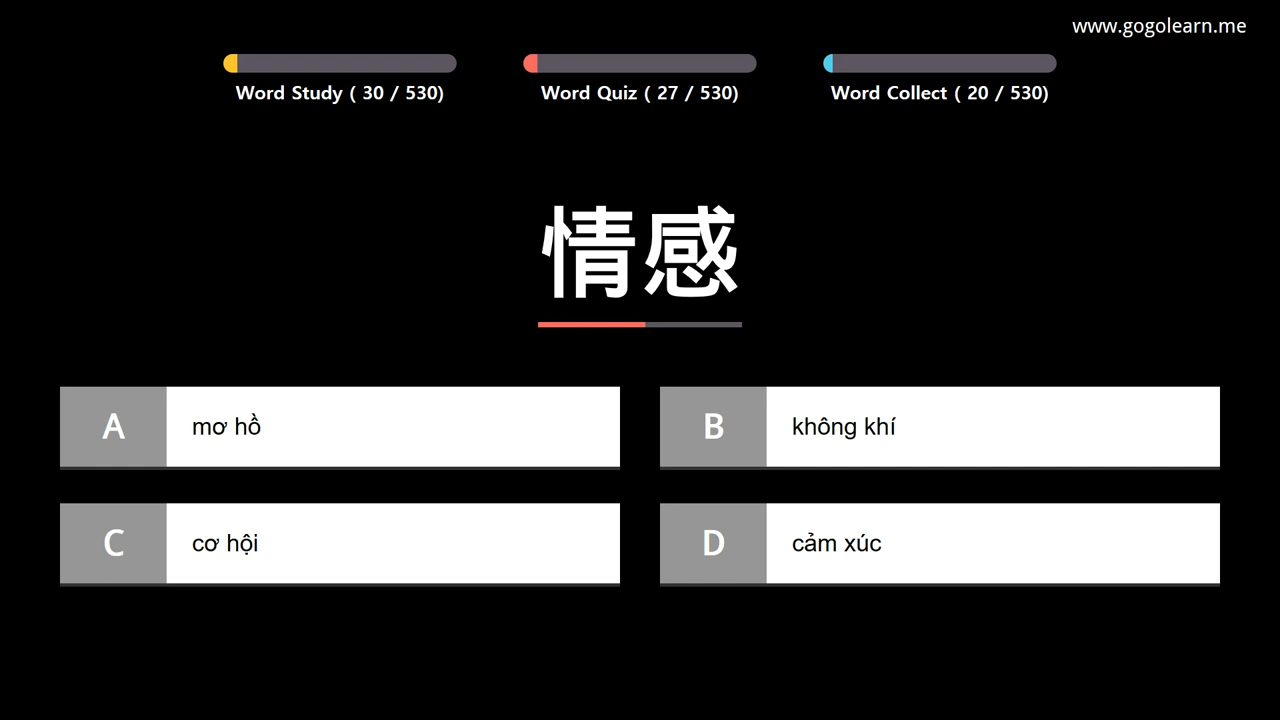 www.gogolearn.me
Word Study ( 30 / 530)
Word Quiz ( 27 / 530)
Word Collect ( 20 / 530)
情感
A mơ hồ
B không khí
C cơ hội
D cảm xúc